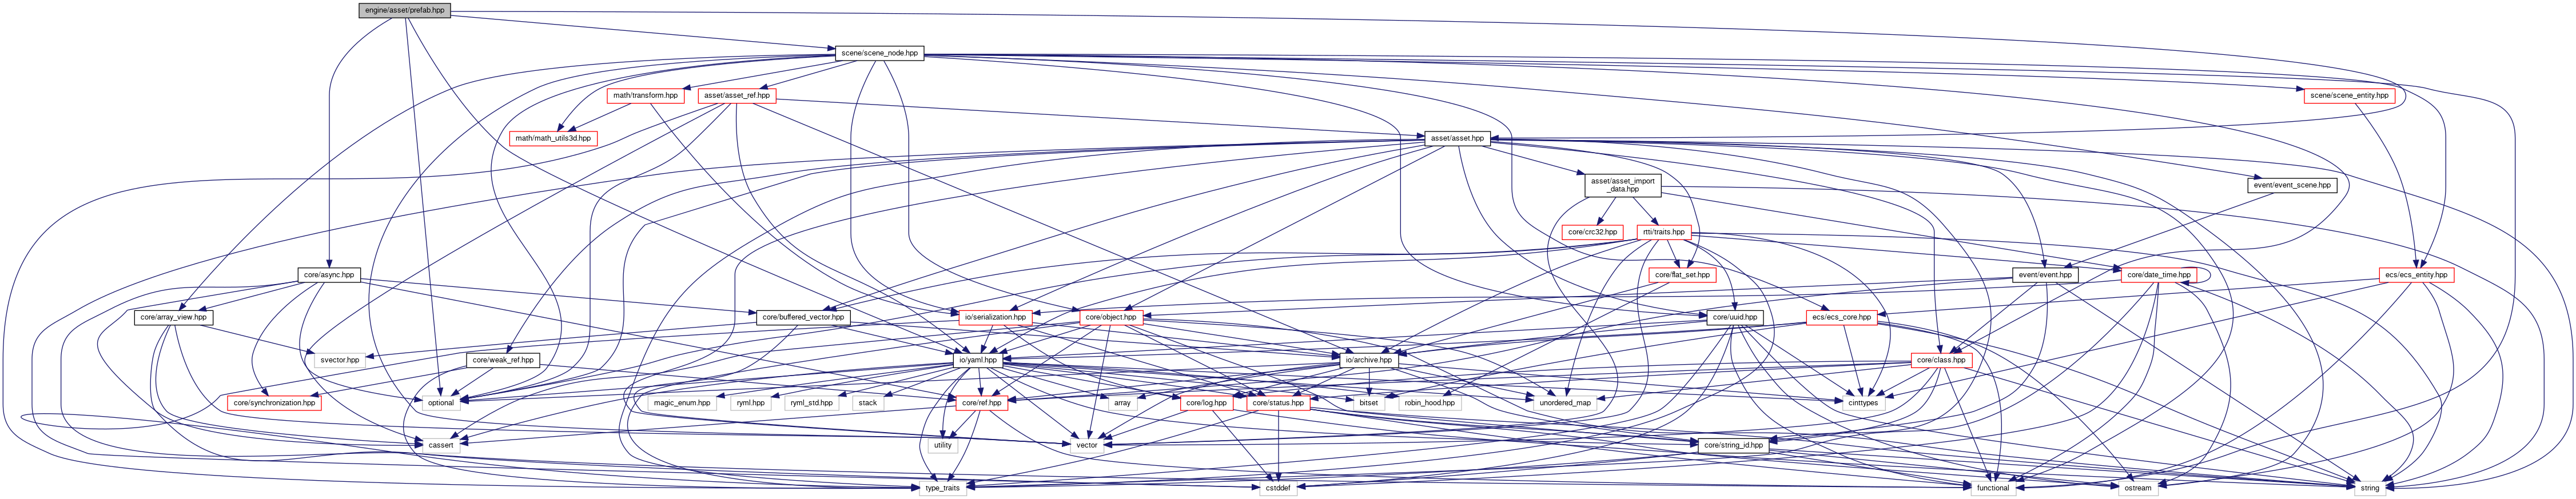 engine/asset/prefab.hpp
scene/scene_node.hpp
math/transform.hpp
asset/asset_ref.hpp
scene/scene_entity.hpp
math/math_utils3d.hpp
asset/asset.hpp
asset/asset_import
_data.hpp
event/event_scene.hpp
core/crc32.hpp
rtti/traits.hpp
core/async.hpp
core/flat_set.hpp
event/event.hpp
core/date_time.hpp
ecs/ecs_entity.hpp
core/array_view.hpp
core/buffered_vector.hpp
io/serialization.hpp
core/object.hpp
core/uuid.hpp
ecs/ecs_core.hpp
svector.hpp
core/weak_ref.hpp
io/yaml.hpp
io/archive.hpp
core/class.hpp
core/synchronization.hpp
optional
magic_enum.hpp
ryml.hpp
ryml_std.hpp
stack
core/ref.hpp
array
core/log.hpp
core/status.hpp
bitset
robin_hood.hpp
unordered_map
cinttypes
cassert
utility
vector
core/string_id.hpp
type_traits
cstddef
functional
ostream
string